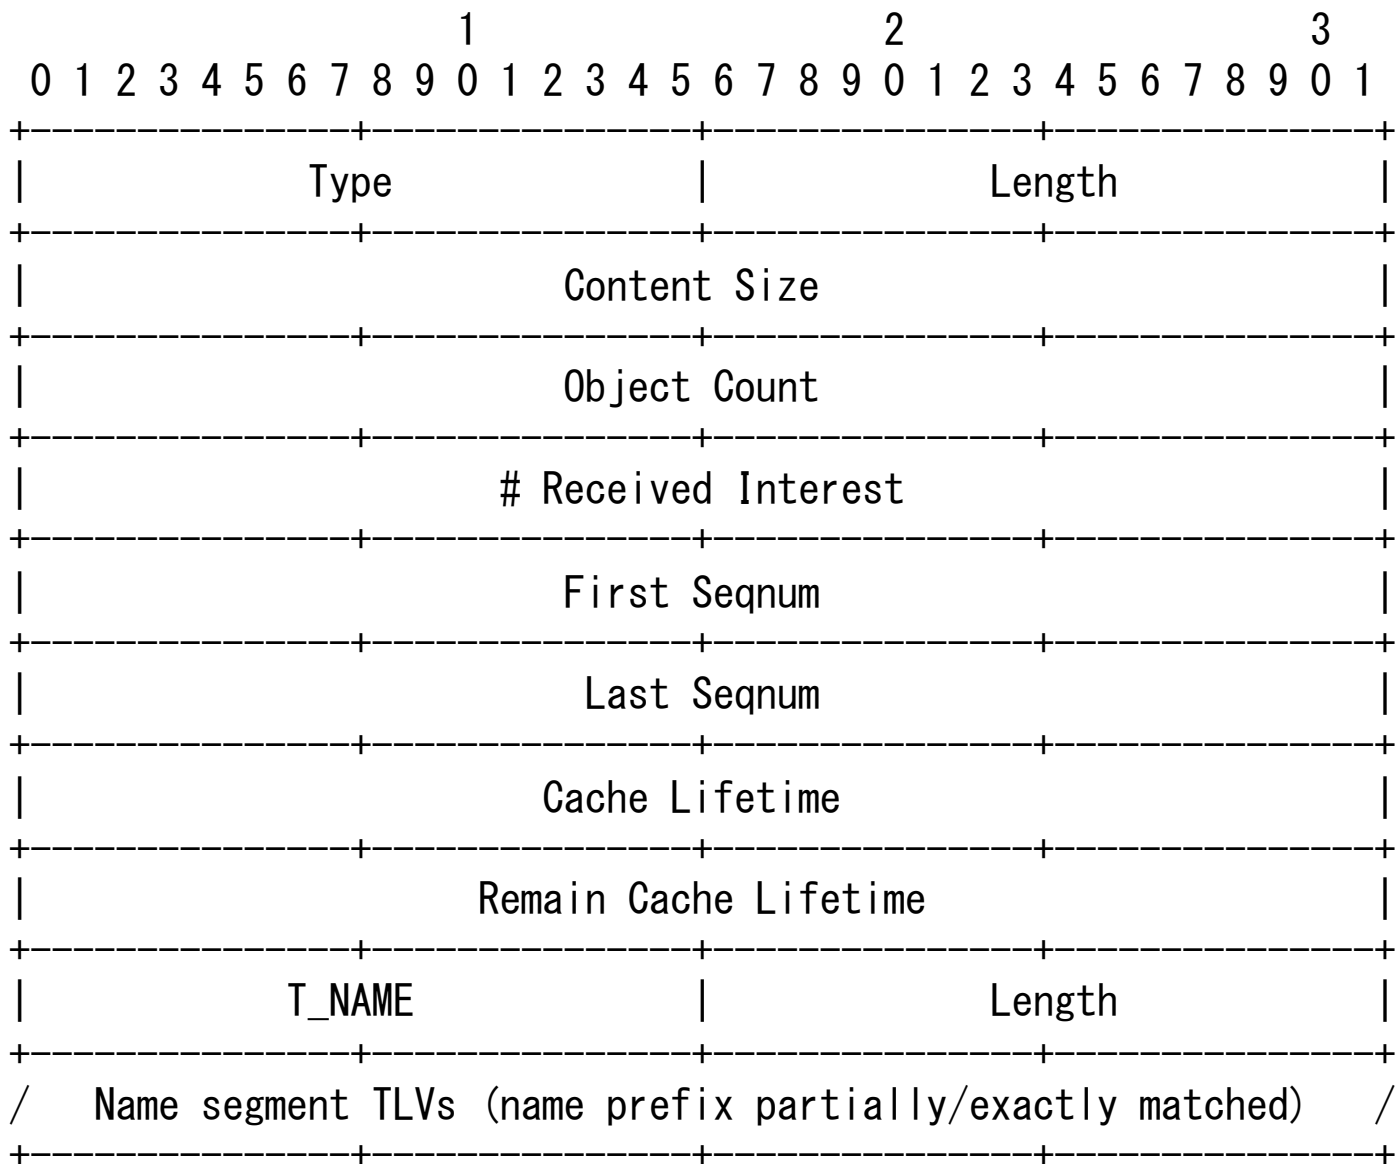 1                   2                   3
 0 1 2 3 4 5 6 7 8 9 0 1 2 3 4 5 6 7 8 9 0 1 2 3 4 5 6 7 8 9 0 1
+---------------+---------------+---------------+---------------+
|             Type              |             Length            |
+---------------+---------------+---------------+---------------+
|                         Content Size                          |
+---------------+---------------+---------------+---------------+
|                         Object Count                          |
+---------------+---------------+---------------+---------------+
|                      # Received Interest                      |
+---------------+---------------+---------------+---------------+
|                         First Seqnum                          |
+---------------+---------------+---------------+---------------+
|                          Last Seqnum                          |
+---------------+---------------+---------------+---------------+
|                        Cache Lifetime                         |
+---------------+---------------+---------------+---------------+
|                     Remain Cache Lifetime                     |
+---------------+---------------+---------------+---------------+
|            T_NAME             |             Length            |
+---------------+---------------+---------------+---------------+
/   Name segment TLVs (name prefix partially/exactly matched)   /
+---------------+---------------+---------------+---------------+